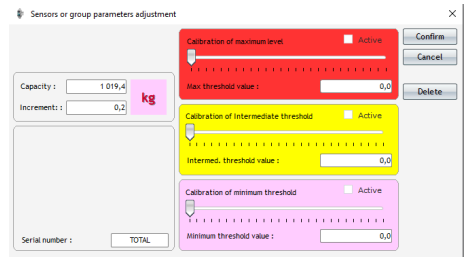 Sensors or group parameters adjustment
Calibration of maximum level
Active
Max threshold value :
0,0
Confirm
Cancel
Delete
Capacity :
1 019,4
Increment: :
0,2
kg
Calibration of Intermediate threshold
Active
Intermed. threshold value :
0,0
Calibration of minimum threshold
Active
Minimum threshold value :
0,0
Serial number :
TOTAL